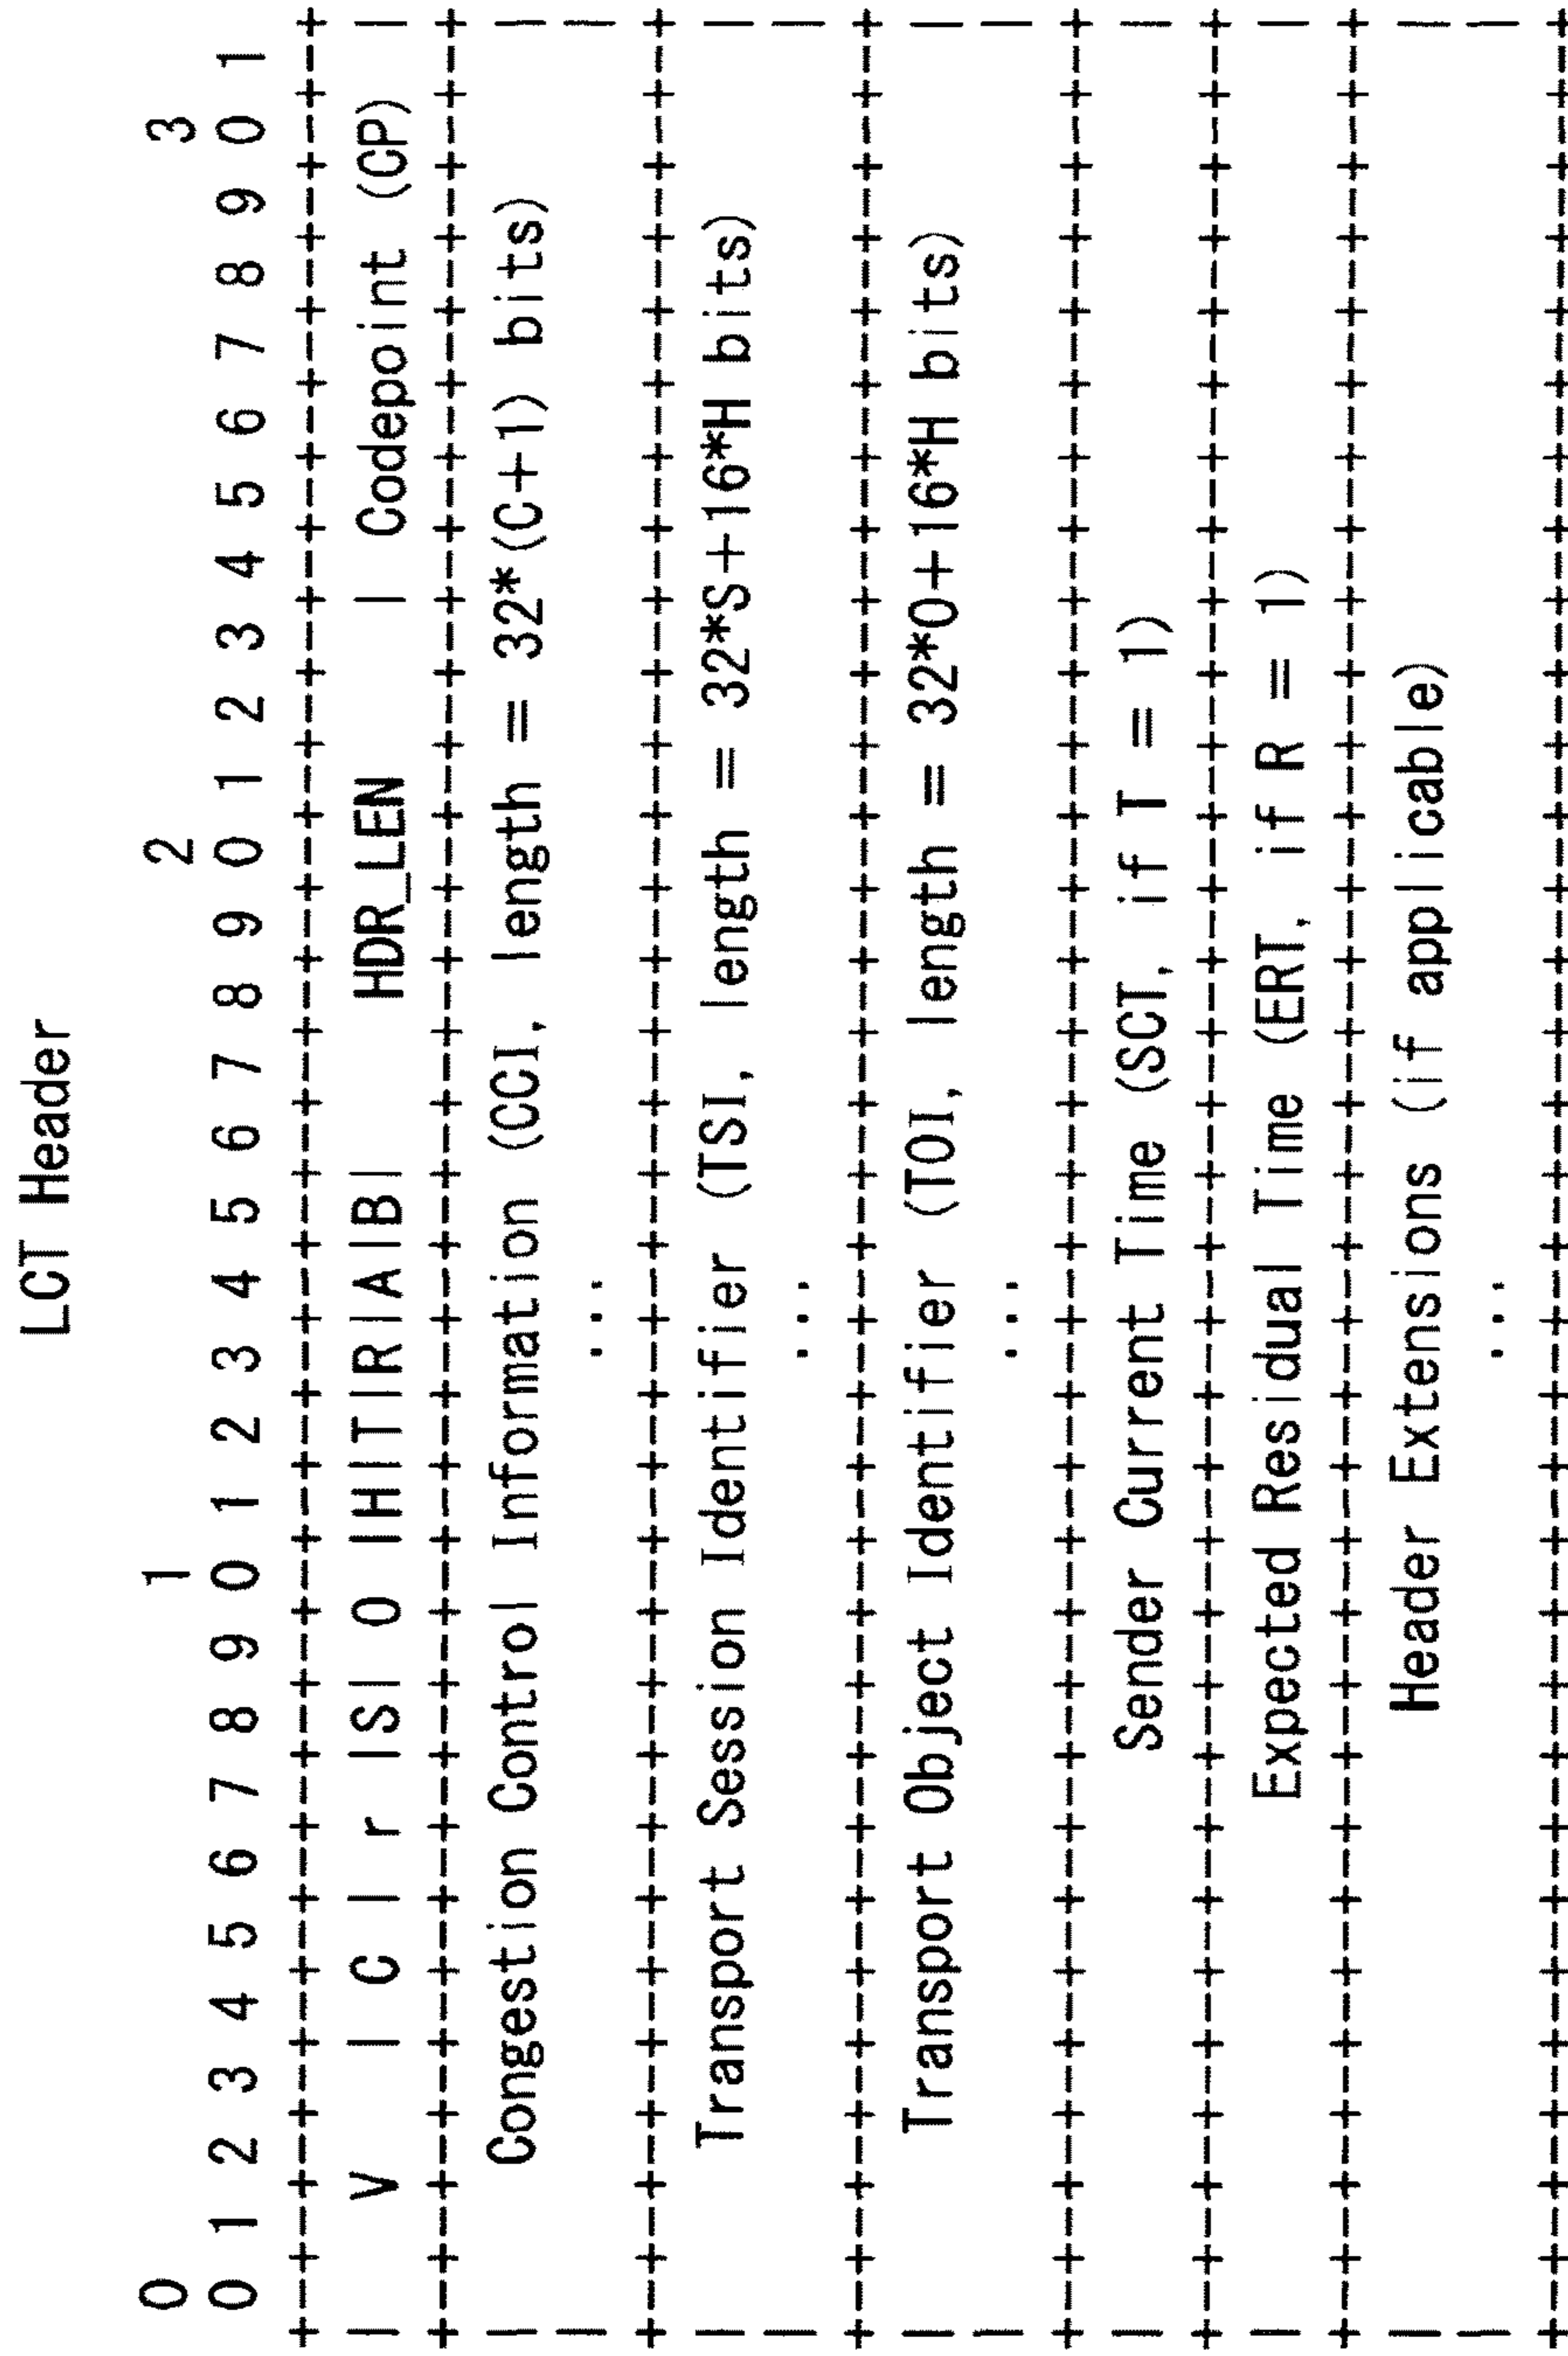 LCT Header
0 1 2 3
0 1 2 3 4 5 6 7 8 9 0 1 2 3 4 5 6 7 8 9 0 1 2 3 4 5 6 7 8 9 0 1
+-+-+-+-+-+-+-+-+-+-+-+-+-+-+-+-+-+-+-+-+-+-+-+-+-+-+-+-+-+-+-+-+
| V | C | r |S| O |H|T|R|A|B| HDR_LEN | Codepoint (CP) |
+-+-+-+-+-+-+-+-+-+-+-+-+-+-+-+-+-+-+-+-+-+-+-+-+-+-+-+-+-+-+-+-+
| Congestion Control Information (CCI, length = 32*(C+1) bits) |
| ... |
+-+-+-+-+-+-+-+-+-+-+-+-+-+-+-+-+-+-+-+-+-+-+-+-+-+-+-+-+-+-+-+-+
| Transport Session Identifier (TSI, length = 32*S+16*H bits) |
| ... |
+-+-+-+-+-+-+-+-+-+-+-+-+-+-+-+-+-+-+-+-+-+-+-+-+-+-+-+-+-+-+-+-+
| Transport Object Identifier (TOI, length = 32*O+16*H bits) |
| ... |
+-+-+-+-+-+-+-+-+-+-+-+-+-+-+-+-+-+-+-+-+-+-+-+-+-+-+-+-+-+-+-+-+
| Sender Current Time (SCT, if T = 1) |
+-+-+-+-+-+-+-+-+-+-+-+-+-+-+-+-+-+-+-+-+-+-+-+-+-+-+-+-+-+-+-+-+
| Expected Residual Time (ERT, if R = 1) |
+-+-+-+-+-+-+-+-+-+-+-+-+-+-+-+-+-+-+-+-+-+-+-+-+-+-+-+-+-+-+-+-+
| Header Extensions (if applicable) |
| ... |
+-+-+-+-+-+-+-+-+-+-+-+-+-+-+-+-+-+-+-+-+-+-+-+-+-+-+-+-+-+-+-+-+